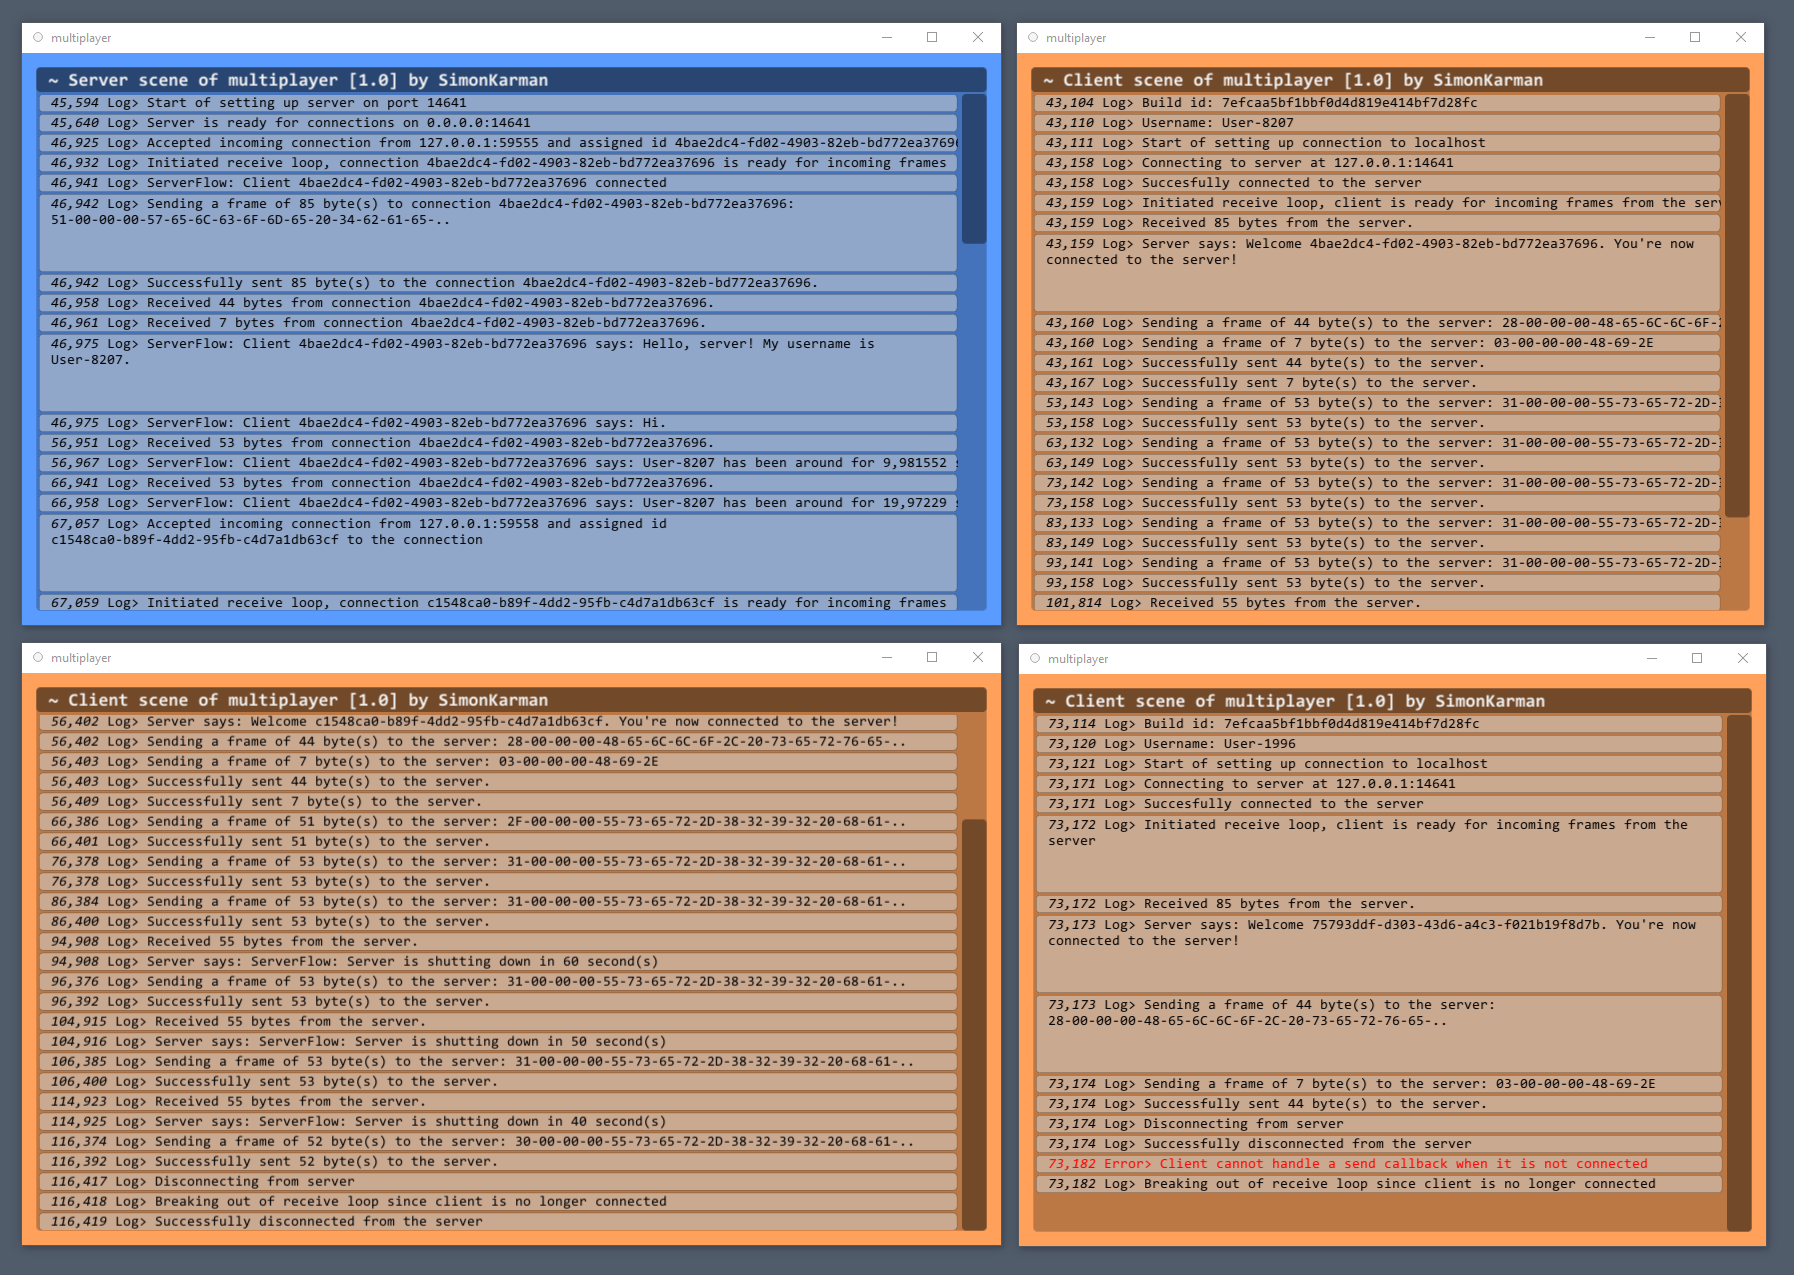 multiplayer
~ Server scene of multiplayer [1.0] by SimonKarman
45,594 Log> Start of setting up server on port 14641
45,640 Log> Server is ready for connections on 0.0.0.0:14641
46,925 Log> Accepted incoming connection from 127.0.0.1:59555 and assigned id 4bae2dc4-fd02-4903-82eb-bd772ea3769
46,932 Log> Initiated receive loop, connection 4bae2dc4-fd02-4903-82eb-bd772ea37696 is ready for incoming frames
46,941 Log> ServerFlow: Client 4bae2dc4-fd02-4903-82eb-bd772ea37696 connected
46,942 Log> Sending a frame of 85 byte(s) to connection 4bae2dc4-fd02-4903-82eb-bd772ea37696:
51-00-00-00-57-65-6C-63-6F-6D-65-20-34-62-61-65-..
46,942 Log> Successfully sent 85 byte(s) to the connection 4bae2dc4-fd02-4903-82eb-bd772ea37696.
46,958 Log> Received 44 bytes from connection 4bae2dc4-fd02-4903-82eb-bd772ea37696.
46,961 Log> Received 7 bytes from connection 4bae2dc4-fd02-4903-82eb-bd772ea37696.
46,975 Log> ServerFlow: Client 4bae2dc4-fd02-4903-82eb-bd772ea37696 says: Hello, server! My username is
User-8207.
46,975 Log> ServerFlow: Client 4bae2dc4-fd02-4903-82eb-bd772ea37696 says: Hi.
56,951 Log> Received 53 bytes from connection 4bae2dc4-fd02-4903-82eb-bd772ea37696.
56,967 Log> ServerFlow: Client 4bae2dc4-fd02-4903-82eb-bd772ea37696 says: User-8207 has been around for 9,981552
66,941 Log> Received 53 bytes from connection 4bae2dc4-fd02-4903-82eb-bd772ea37696.
66,958 Log> ServerFlow: Client 4bae2dc4-fd02-4903-82eb-bd772ea37696 says: User-8207 has been around for 19,97229
67,057 Log> Accepted incoming connection from 127.0.0.1:59558 and assigned id
c1548ca0-b89f-4dd2-95fb-c4d7a1db63cf to the connection
67,059 Log> Initiated receive loop, connection c1548ca0-b89f-4dd2-95fb-c4d7a1db63cf is ready for incoming frames
multiplayer
~ Client scene of multiplayer [1.0] by SimonKarman
43,104 Log> Build id: 7efcaa5bf1bbf0d4d819e414bf7d28fc
43,110 Log> Username: User-8207
43,111 Log> Start of setting up connection to localhost
43,158 Log> Connecting to server at 127.0.0.1:14641
43,158 Log> Succesfully connected to the server
43,159 Log> Initiated receive loop, client is ready for incoming frames from the serv
43,159 Log> Received 85 bytes from the server.
43,159 Log> Server says: Welcome 4bae2dc4-fd02-4903-82eb-bd772ea37696. You're now
connected to the server!
43,160 Log> Sending a frame of 44 byte(s) to the server: 28-00-00-00-48-65-6C-6C-6F-2
43,160 Log> Sending a frame of 7 byte(s) to the server: 03-00-00-00-48-69-2E
43,161 Log> Successfully sent 44 byte(s) to the server.
43,167 Log> Successfully sent 7 byte(s) to the server.
53,143 Log> Sending a frame of 53 byte(s) to the server: 31-00-00-00-55-73-65-72-2D-3
53,158 Log> Successfully sent 53 byte(s) to the server.
63,132 Log> Sending a frame of 53 byte(s) to the server: 31-00-00-00-55-73-65-72-2D-3
63,149 Log> Successfully sent 53 byte(s) to the server.
73,142 Log> Sending a frame of 53 byte(s) to the server: 31-00-00-00-55-73-65-72-2D-3
73,158 Log> Successfully sent 53 byte(s) to the server.
83,133 Log> Sending a frame of 53 byte(s) to the server: 31-00-00-00-55-73-65-72-2D-3
83,149 Log> Successfully sent 53 byte(s) to the server.
93,141 Log> Sending a frame of 53 byte(s) to the server: 31-00-00-00-55-73-65-72-2D-3
93,158 Log> Successfully sent 53 byte(s) to the server.
101,814 Log> Received 55 bytes from the server.
multiplayer
~ Client scene of multiplayer [1.0] by SimonKarman
56,402 Log> Server says: Welcome c1548ca0-b89f-4dd2-95fb-c4d7a1db63cf. You're now connected to the server!
56,402 Log> Sending a frame of 44 byte(s) to the server: 28-00-00-00-48-65-6C-6C-6F-2C-20-73-65-72-76-65-..
56,403 Log> Sending a frame of 7 byte(s) to the server: 03-00-00-00-48-69-2E
56,403 Log> Successfully sent 44 byte(s) to the server.
56,409 Log> Successfully sent 7 byte(s) to the server.
66,386 Log> Sending a frame of 51 byte(s) to the server: 2F-00-00-00-55-73-65-72-2D-38-32-39-32-20-68-61-..
66,401 Log> Successfully sent 51 byte(s) to the server.
76,378 Log> Sending a frame of 53 byte(s) to the server: 31-00-00-00-55-73-65-72-2D-38-32-39-32-20-68-61-..
76,378 Log> Successfully sent 53 byte(s) to the server.
86,384 Log> Sending a frame of 53 byte(s) to the server: 31-00-00-00-55-73-65-72-2D-38-32-39-32-20-68-61-..
86,400 Log> Successfully sent 53 byte(s) to the server.
94,908 Log> Received 55 bytes from the server.
94,908 Log> Server says: ServerFlow: Server is shutting down in 60 second(s)
96,376 Log> Sending a frame of 53 byte(s) to the server: 31-00-00-00-55-73-65-72-2D-38-32-39-32-20-68-61-..
96,392 Log> Successfully sent 53 byte(s) to the server.
104,915 Log> Received 55 bytes from the server.
104,916 Log> Server says: ServerFlow: Server is shutting down in 50 second(s)
106,385 Log> Sending a frame of 53 byte(s) to the server: 31-00-00-00-55-73-65-72-2D-38-32-39-32-20-68-61-..
106,400 Log> Successfully sent 53 byte(s) to the server.
114,923 Log> Received 55 bytes from the server.
114,925 Log> Server says: ServerFlow: Server is shutting down in 40 second(s)
116,374 Log> Sending a frame of 52 byte(s) to the server: 30-00-00-00-55-73-65-72-2D-38-32-39-32-20-68-61-..
116,392 Log> Successfully sent 52 byte(s) to the server.
116,417 Log> Disconnecting from server
116,418 Log> Breaking out of receive loop since client is no longer connected
116,419 Log> Successfully disconnected from the server
multiplayer
~ Client scene of multiplayer [1.0] by SimonKarman
73,114 Log> Build id: 7efcaa5bf1bbf0d4d819e414bf7d28fc
73,120 Log> Username: User-1996
73,121 Log> Start of setting up connection to localhost
73,171 Log> Connecting to server at 127.0.0.1:14641
73,171 Log> Succesfully connected to the server
73,172 Log> Initiated receive loop, client is ready for incoming frames from the
server
73,172 Log> Received 85 bytes from the server.
73,173 Log> Server says: Welcome 75793ddf-d303-43d6-a4c3-f021b19f8d7b. You're now
connected to the server!
73,173 Log> Sending a frame of 44 byte(s) to the server:
28-00-00-00-48-65-6C-6C-6F-2C-20-73-65-72-76-65-..
73,174 Log> Sending a frame of 7 byte(s) to the server: 03-00-00-00-48-69-2E
73,174 Log> Successfully sent 44 byte(s) to the server.
73,174 Log> Disconnecting from server
73,174 Log> Successfully disconnected from the server
73,182 Error> Client cannot handle a send callback when it is not connected
73,182 Log> Breaking out of receive loop since client is no longer connected